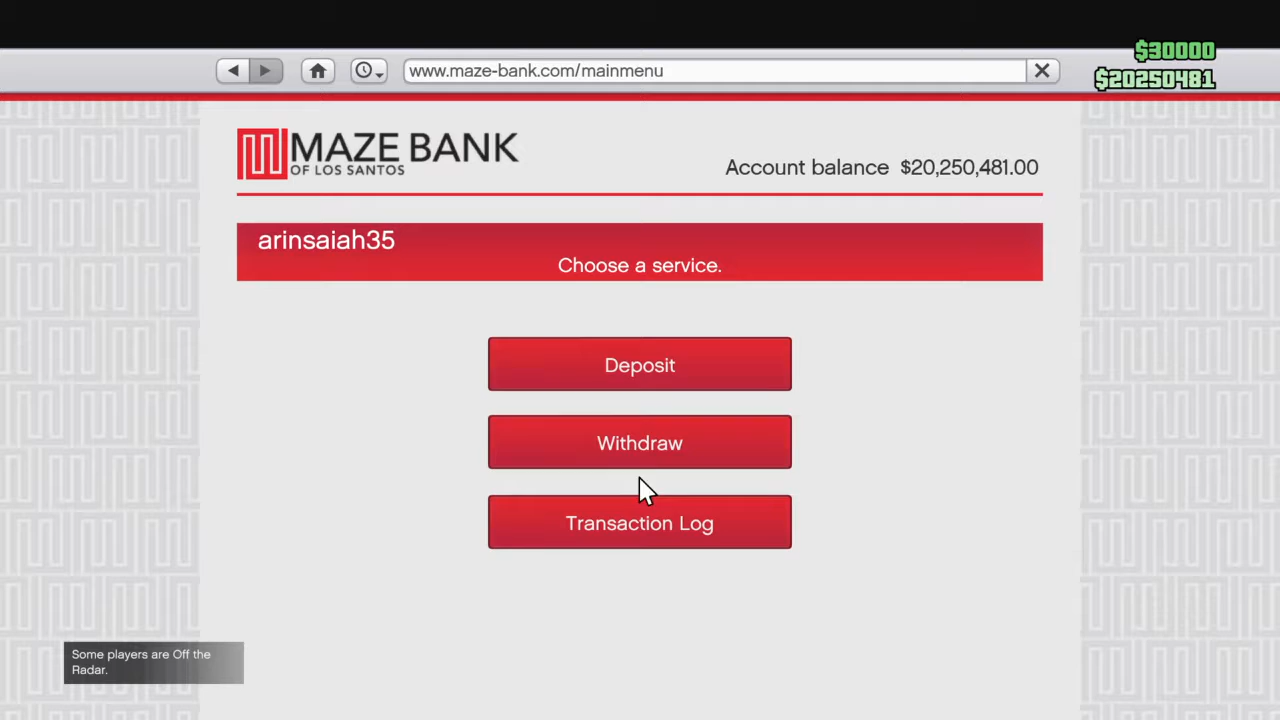 $30000
www.maze-bank.com/mainmenu
$20250481
MAZE BANK
OF LOS SANTOS
Account balance $20,250,481.00
arinsaiah35
Choose a service.
Deposit
Withdraw
Transaction Log
Some players are Off the
Radar.